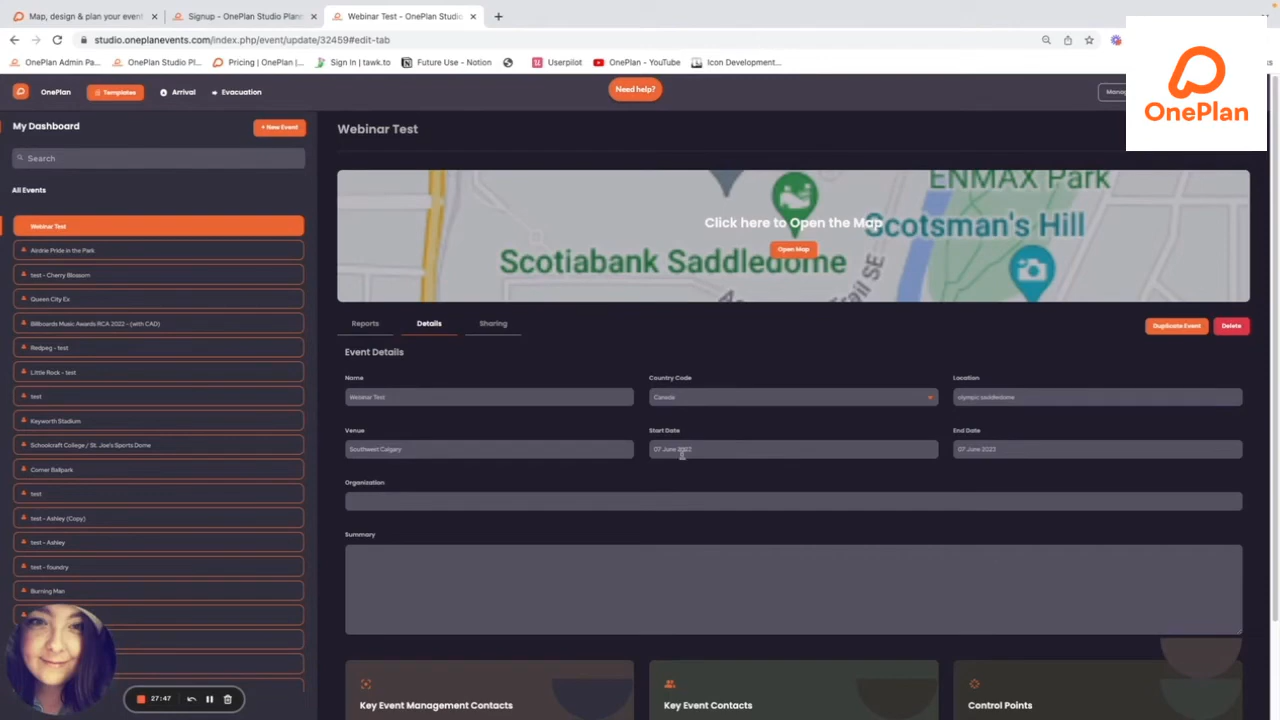 Map, design & plan your event
Signup - OnePlan Studio Plann
Webinar Test - OnePlan Studio
studio.oneplanevents.com/index.php/event/update/32459#edit-tab
OnePlan Admin Pa...
OnePlan Studio Pl...
Pricing | OnePlan |...
Sign In | tawk.to
Future Use - Notion
Userpilot
OnePlan - YouTube
Icon Development...
OnePlan
OnePlan
Templates
Arrival
Evacuation
Need help?
My Dashboard
+ New Event
Search
All Events
Webinar Test
Airdrie Pride in the Park
test - Cherry Blossom
Queen City Ex
Billboards Music Awards RCA 2022 - (with CAD)
Redpeg - test
Little Rock - test
test
Keyworth Stadium
Schoolcraft College / St. Joe's Sports Dome
Corner Ballpark
test
test - Ashley (Copy)
test - Ashley
test - foundry
Burning Man
27:47
Webinar Test
ENMAX Park
Click here to Open the Map
Scotsman's Hill
Open Map
Scotiabank Saddledome
Trail SE
Reports
Details
Sharing
Duplicate Event
Delete
Event Details
Name
Country Code
Location
Webinar Test
Canada
olympic saddledome
Venue
Start Date
End Date
Southwest Calgary
07 June 2022
07 June 2023
Organization
Summary
Key Event Management Contacts
Key Event Contacts
Control Points